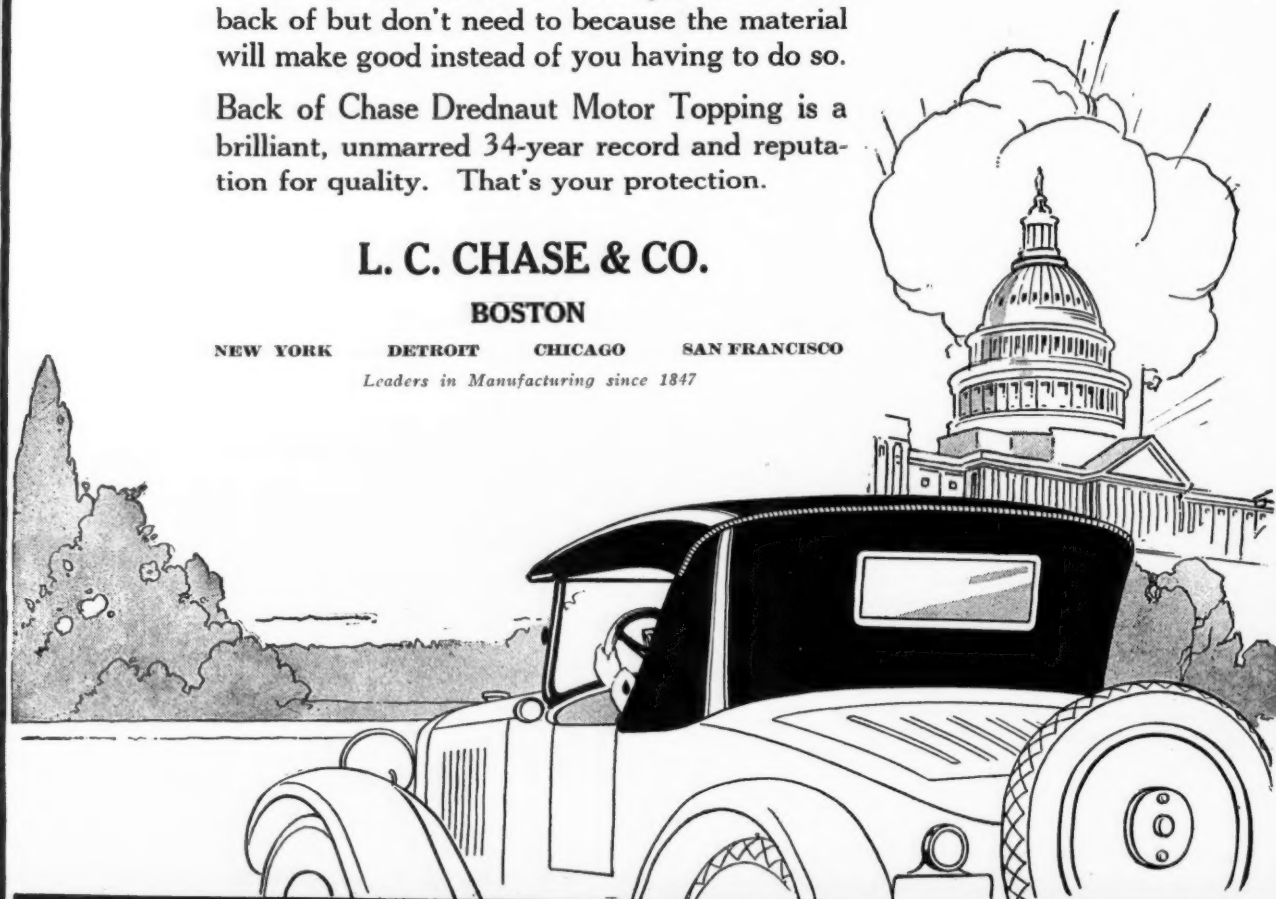 back of but don't need to because the material
will make good instead of you having to do so.
Back of Chase Drednaut Motor Topping is a
brilliant, unmarred 34-year record and reputa-
tion for quality. That's your protection.
L. C. CHASE & CO.
BOSTON
NEW YORK DETROIT CHICAGO SAN FRANCISCO
Leaders in Manufacturing since 1847